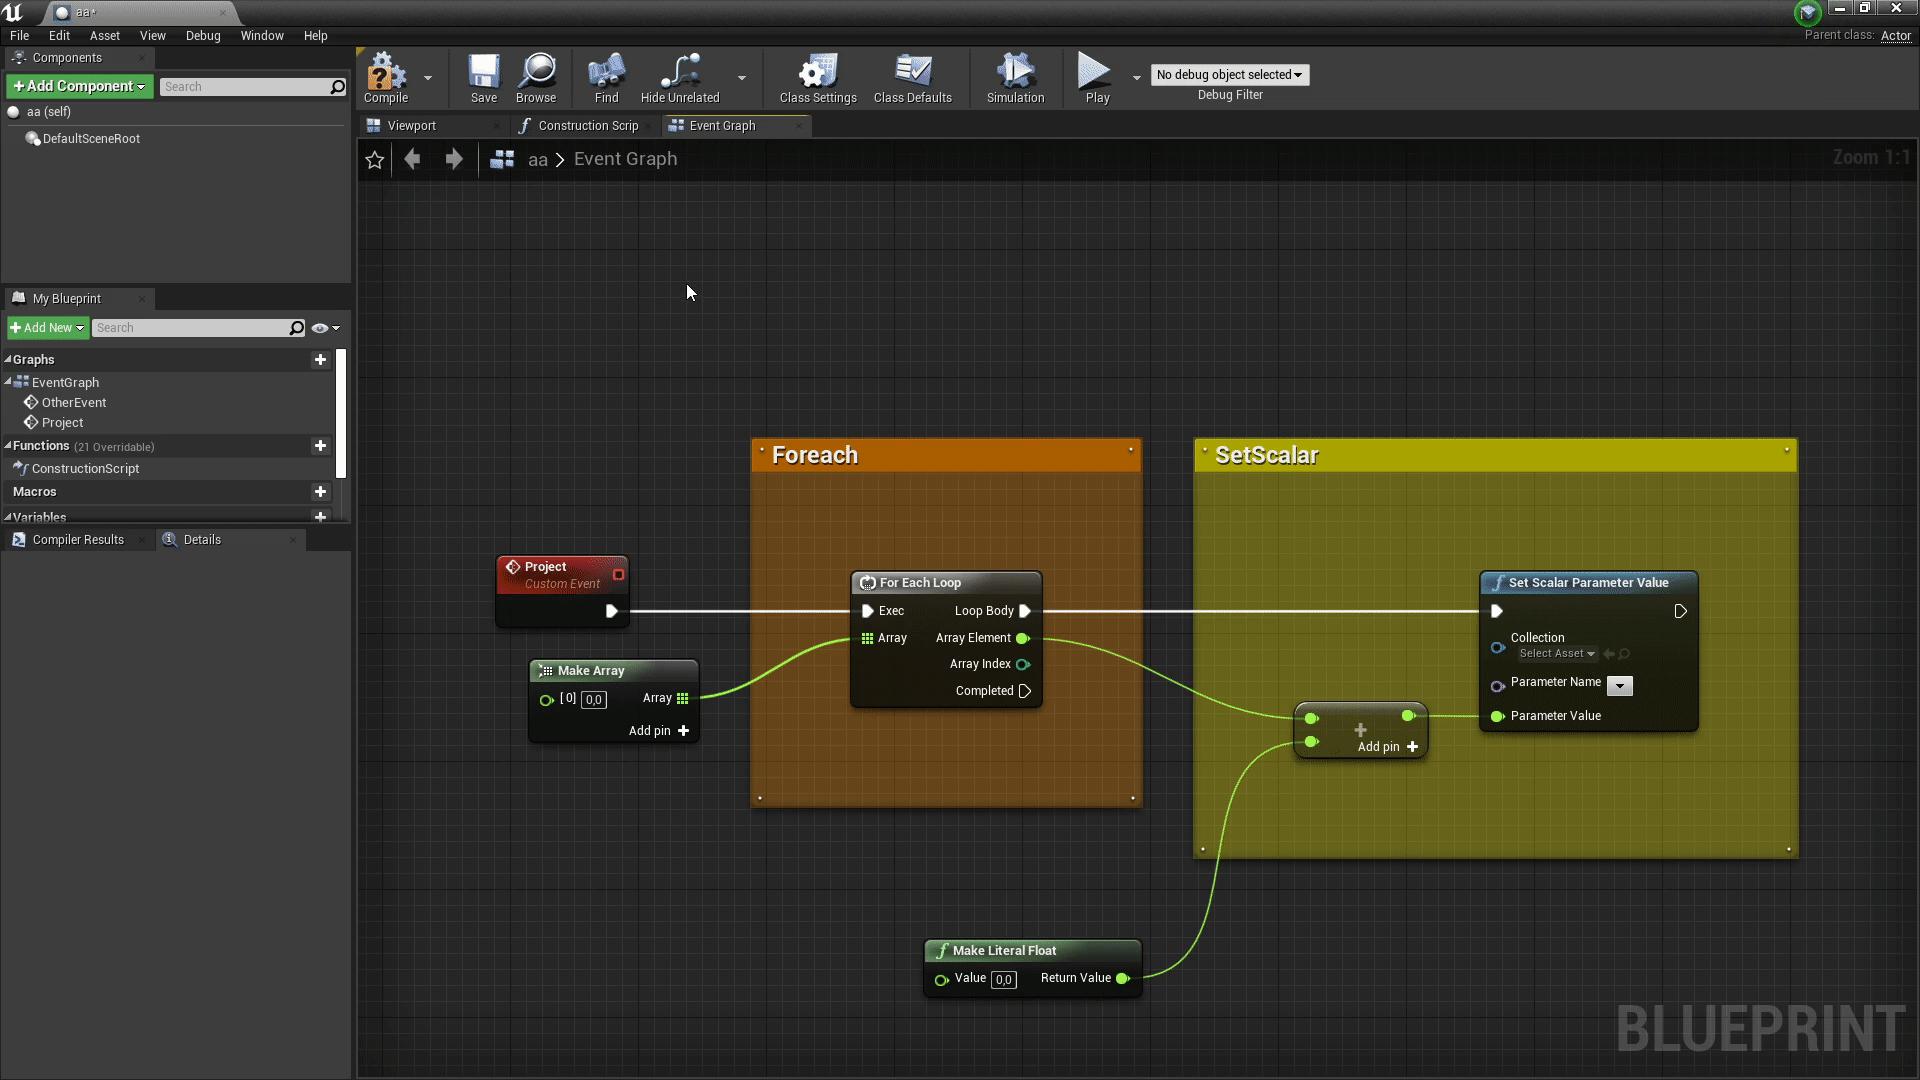 aa*
File Edit Asset View Debug Window Help
Parent class: Actor
Components
+ Add Component
Search
aa (self)
DefaultSceneRoot
Compile
Save
Browse
Find
Hide Unrelated
Class Settings
Class Defaults
Simulation
Play
No debug object selected
Debug Filter
Viewport
Construction Scrip
Event Graph
aa > Event Graph
Zoom 1:1
My Blueprint
+ Add New
Search
Graphs
EventGraph
OtherEvent
Project
Functions (21 Overridable)
ConstructionScript
Macros
Variables
Compiler Results
Details
Foreach
SetScalar
Project
Custom Event
For Each Loop
Exec Loop Body
Array Array Element
Array Index
Completed
Make Array
[0] 0,0 Array
Add pin +
Set Scalar Parameter Value
Collection
Select Asset
Parameter Name
Parameter Value
+
Add pin +
Make Literal Float
Value 0,0 Return Value
BLUEPRINT